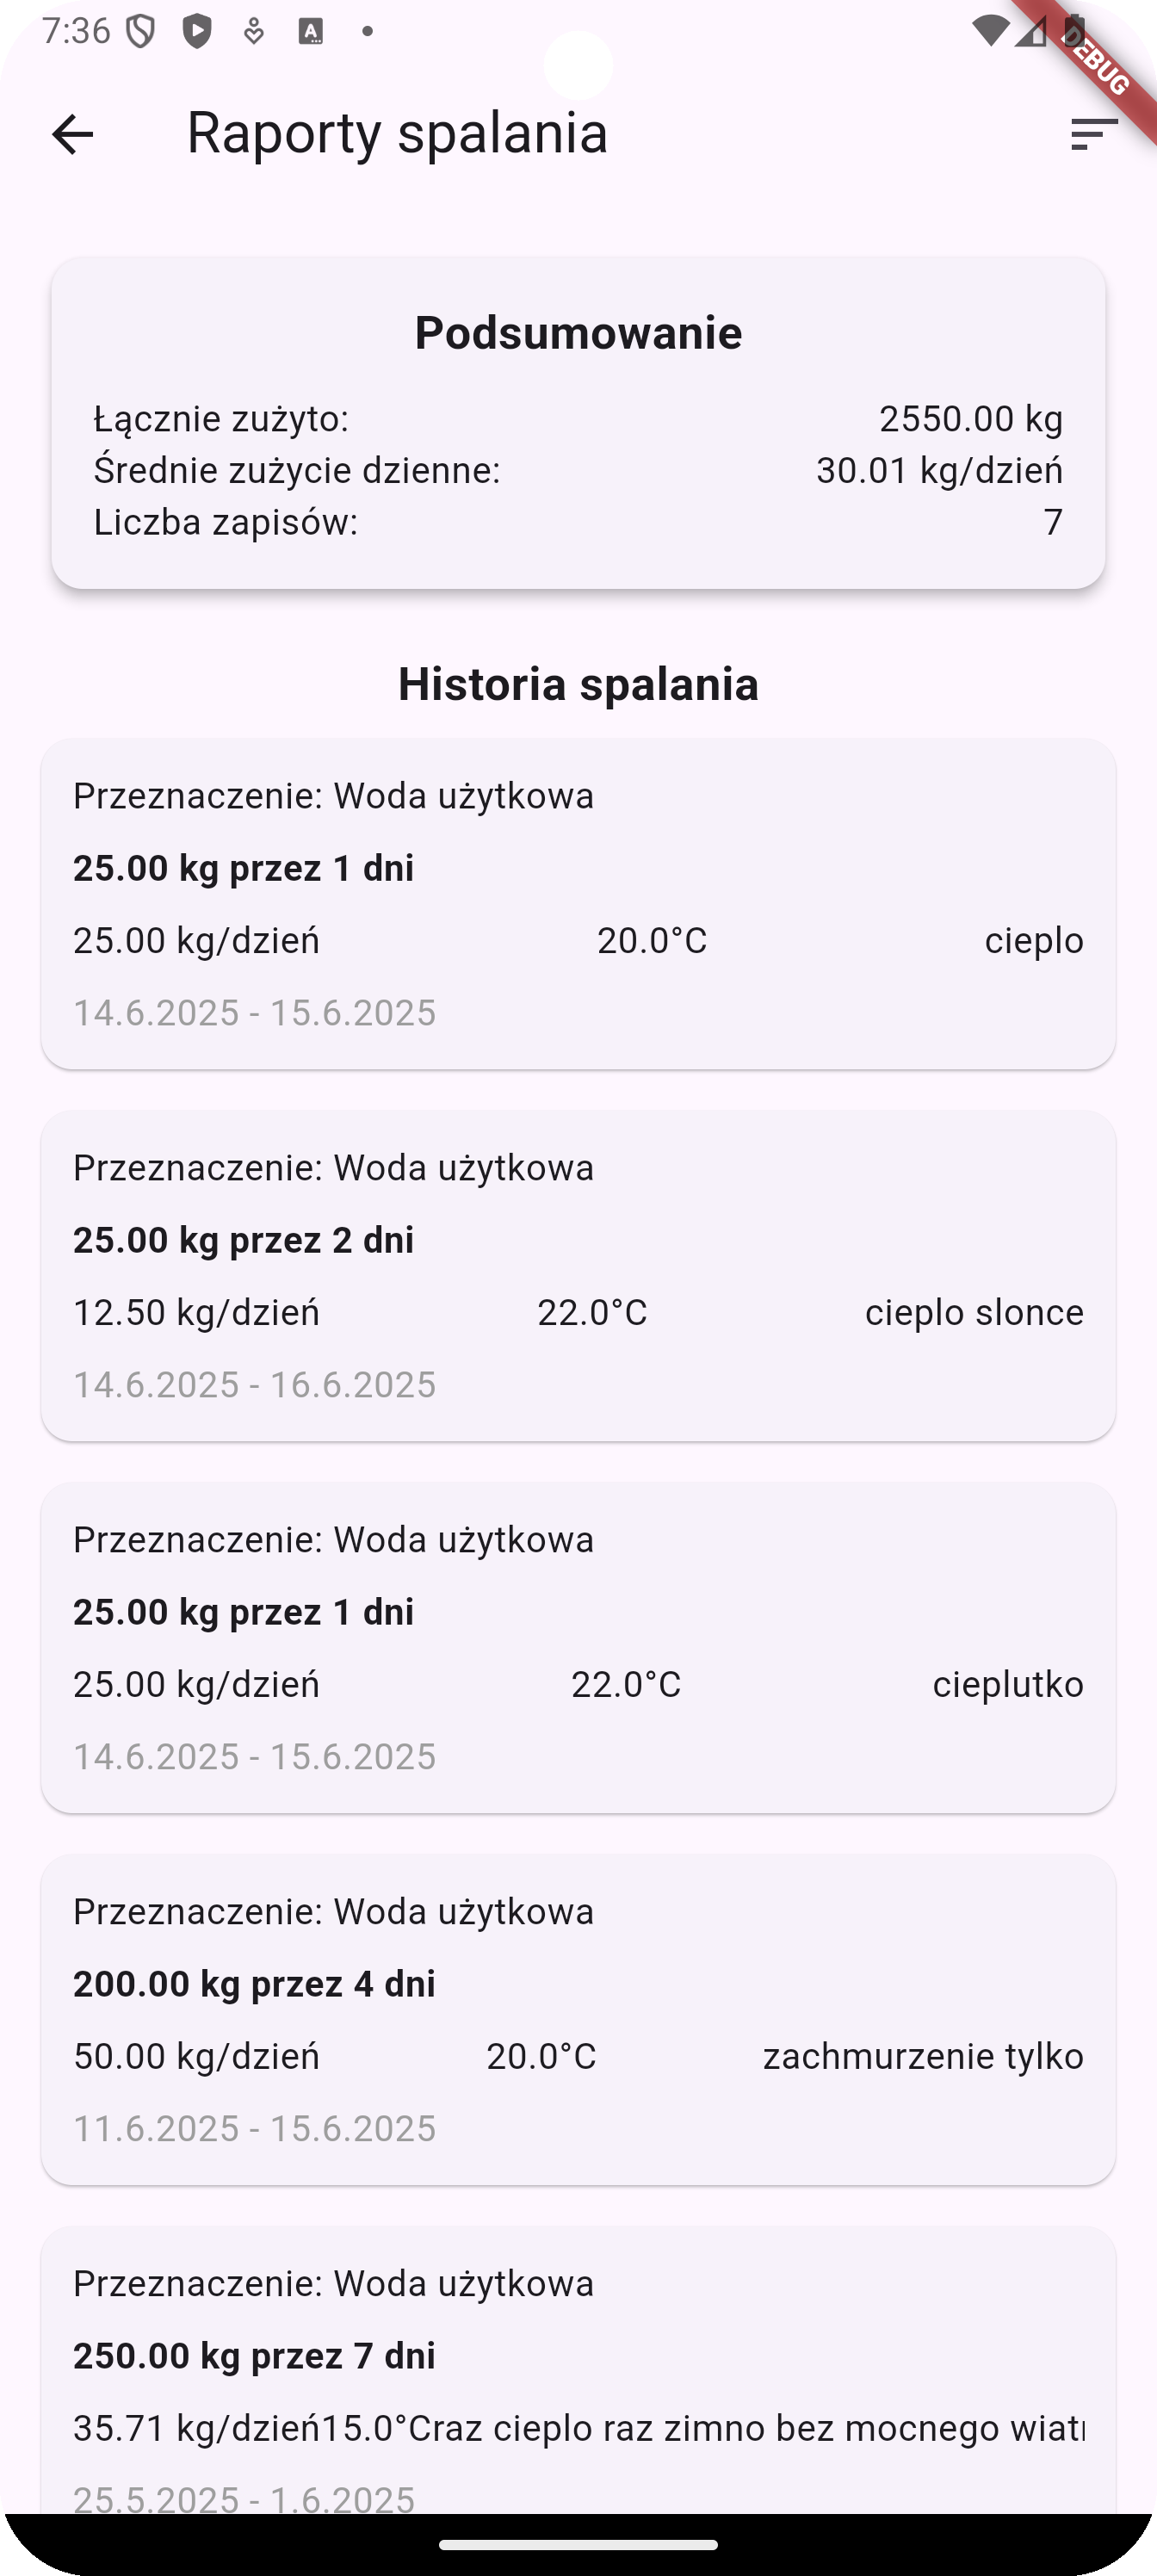 7:36
DEBUG
Raporty spalania
Podsumowanie
Łącznie zużyto: 2550.00 kg
Średnie zużycie dzienne: 30.01 kg/dzień
Liczba zapisów: 7
Historia spalania
Przeznaczenie: Woda użytkowa
25.00 kg przez 1 dni
25.00 kg/dzień 20.0°C cieplo
14.6.2025 - 15.6.2025
Przeznaczenie: Woda użytkowa
25.00 kg przez 2 dni
12.50 kg/dzień 22.0°C cieplo slonce
14.6.2025 - 16.6.2025
Przeznaczenie: Woda użytkowa
25.00 kg przez 1 dni
25.00 kg/dzień 22.0°C cieplutko
14.6.2025 - 15.6.2025
Przeznaczenie: Woda użytkowa
200.00 kg przez 4 dni
50.00 kg/dzień 20.0°C zachmurzenie tylko
11.6.2025 - 15.6.2025
Przeznaczenie: Woda użytkowa
250.00 kg przez 7 dni
35.71 kg/dzień15.0°Craz cieplo raz zimno bez mocnego
25.5.2025 - 1.6.2025